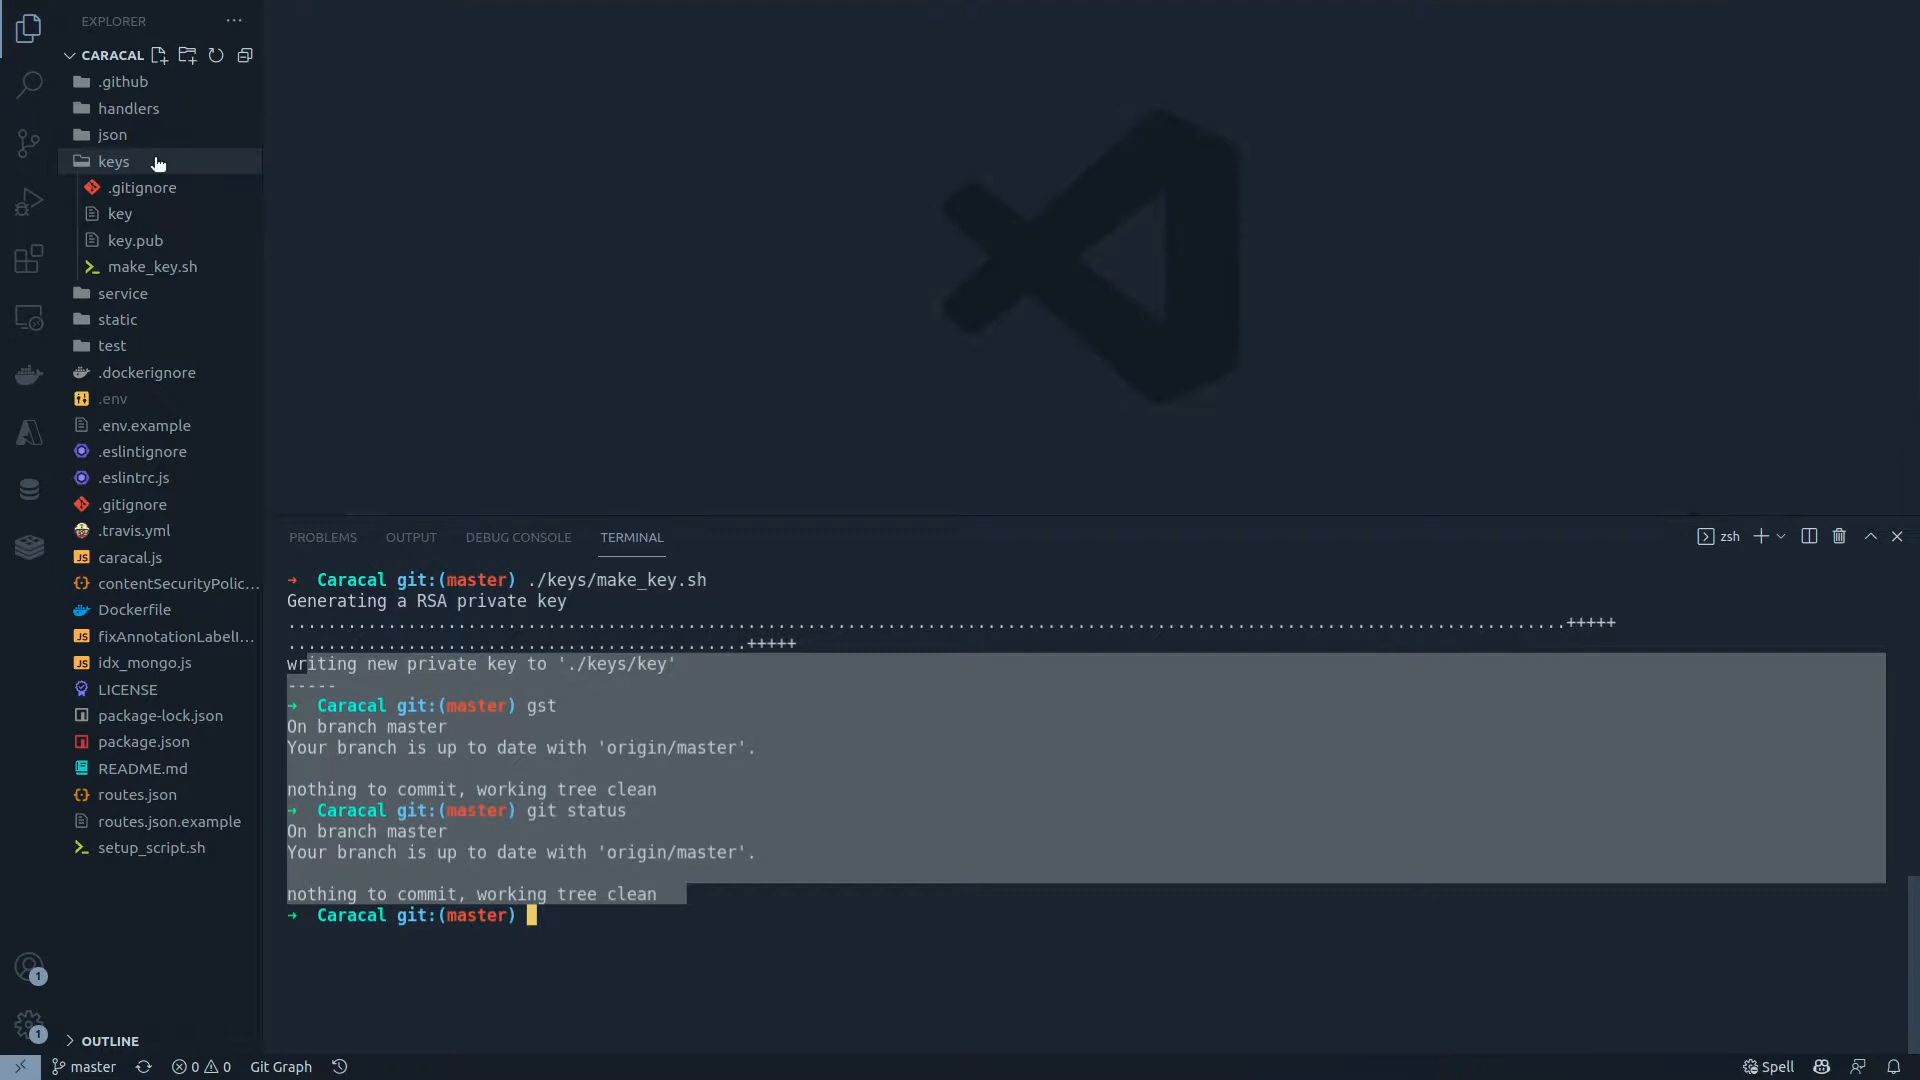 EXPLORER
CARACAL
.github
handlers
json
keys
.gitignore
key
key.pub
make_key.sh
service
static
test
.dockerignore
.env
.env.example
.eslintignore
.eslintrc.js
.gitignore
.travis.yml
caracal.js
contentSecurityPolic...
Dockerfile
fixAnnotationLabelI...
idx_mongo.js
LICENSE
package-lock.json
package.json
README.md
routes.json
routes.json.example
setup_script.sh
OUTLINE
1
1
PROBLEMS OUTPUT DEBUG CONSOLE TERMINAL zsh
→ Caracal git:(master) ./keys/make_key.sh
Generating a RSA private key
................................................................................................................................+++++
..............................................+++++
writing new private key to './keys/key'
-----
→ Caracal git:(master) gst
On branch master
Your branch is up to date with 'origin/master'.
nothing to commit, working tree clean
→ Caracal git:(master) git status
On branch master
Your branch is up to date with 'origin/master'.
nothing to commit, working tree clean
→ Caracal git:(master)
master 0 0 Git Graph Spell